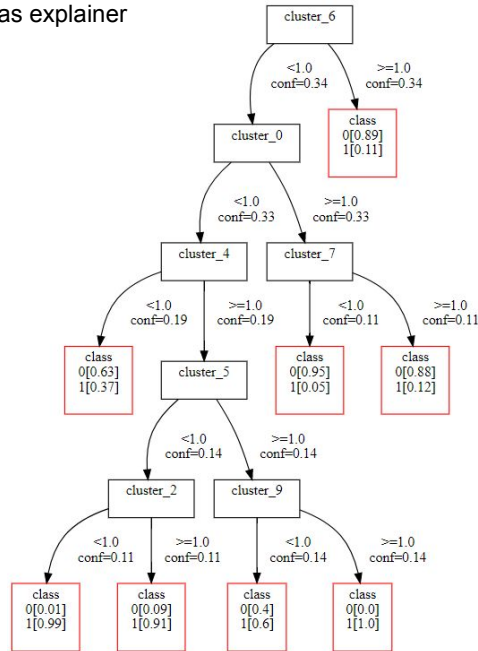 as explainer
cluster_6
<1.0
conf=0.34
>=1.0
conf=0.34
cluster_0
class
0[0.89]
1[0.11]
<1.0
conf=0.33
>=1.0
conf=0.33
cluster_4
cluster_7
<1.0
conf=0.19
>=1.0
conf=0.19
<1.0
conf=0.11
>=1.0
conf=0.11
class
0[0.63]
1[0.37]
cluster_5
class
0[0.95]
1[0.05]
class
0[0.88]
1[0.12]
<1.0
conf=0.14
>=1.0
conf=0.14
cluster_2
cluster_9
<1.0
conf=0.11
>=1.0
conf=0.11
<1.0
conf=0.14
>=1.0
conf=0.14
class
0[0.01]
1[0.99]
class
0[0.09]
1[0.91]
class
0[0.4]
1[0.6]
class
0[0.0]
1[1.0]